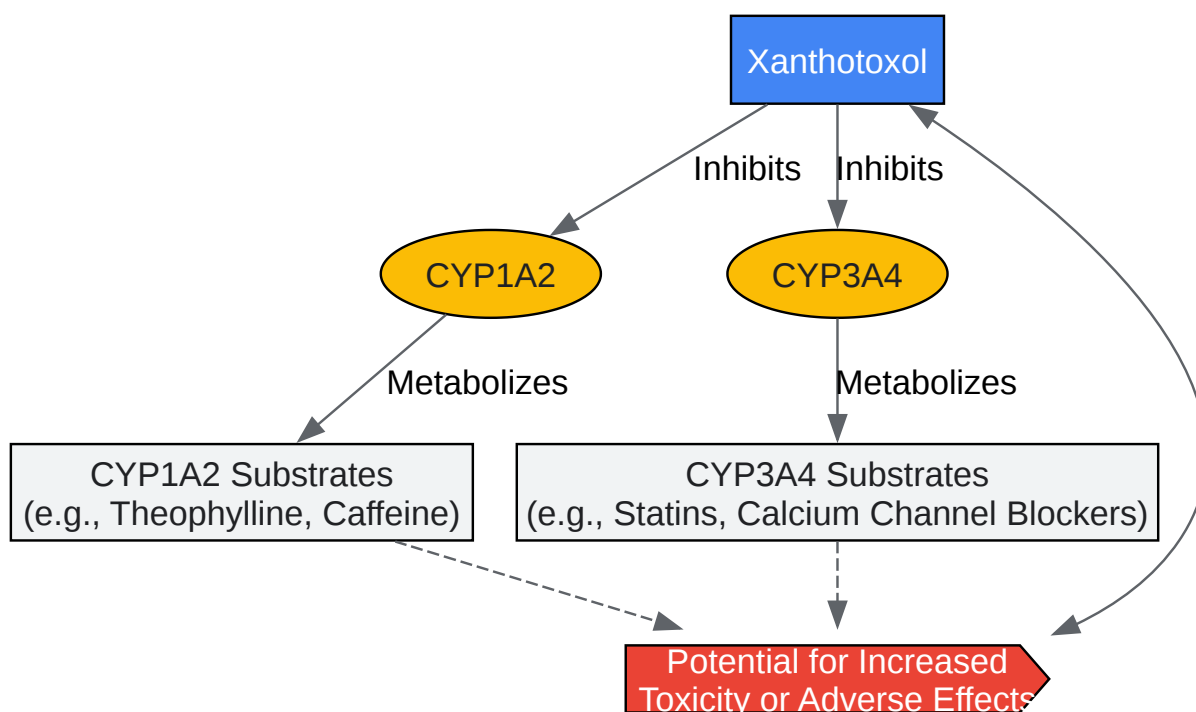 Xanthotoxol
Inhibits
Inhibits
CYP1A2
CYP3A4
Metabolizes
Metabolizes
CYP1A2 Substrates
(e.g., Theophylline, Caffeine)
CYP3A4 Substrates
(e.g., Statins, Calcium Channel Blockers)
Potential for Increased
Toxicity or Adverse Effects